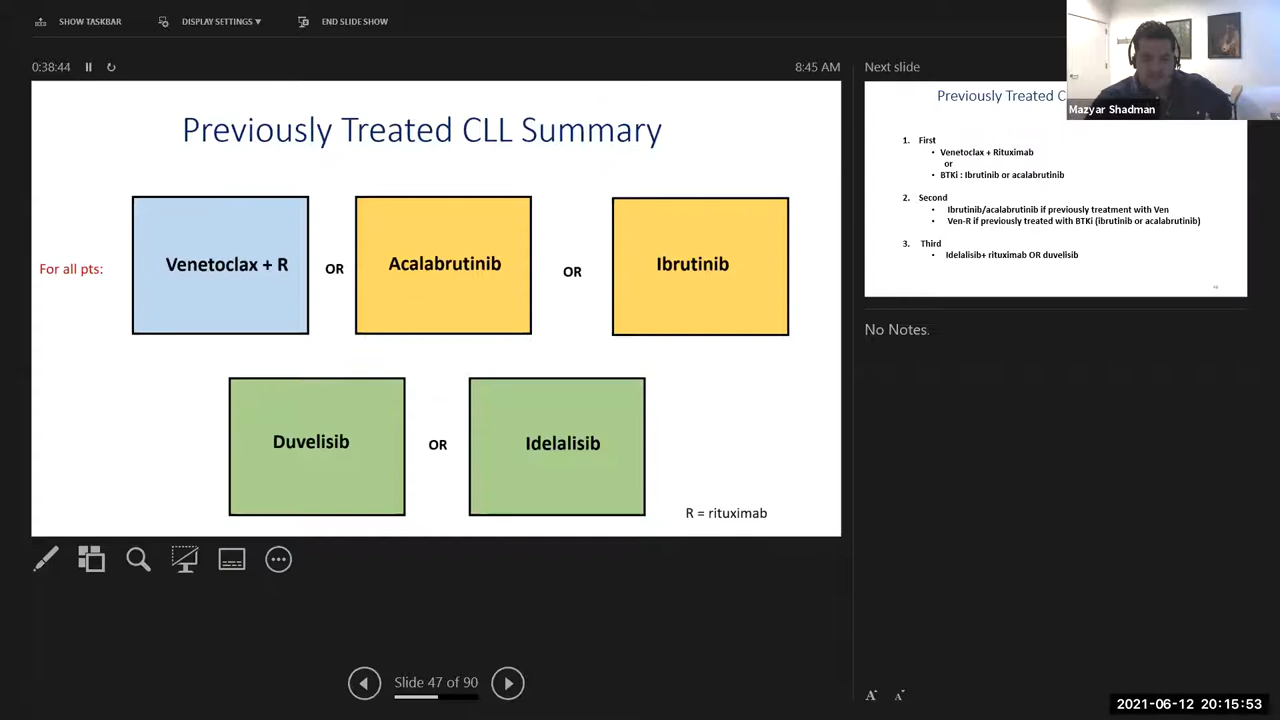 SHOW TASKBAR
DISPLAY SETTINGS ▼
END SLIDE SHOW
0:38:44
8:45 AM
Previously Treated CLL Summary
For all pts:
Venetoclax + R
OR
Acalabrutinib
OR
Ibrutinib
Duvelisib
OR
Idelalisib
R = rituximab
Slide 47 of 90
Next slide
Mazyar Shadman
Previously Treated C
1. First
• Venetoclax + Rituximab
or
• BTKi : Ibrutinib or acalabrutinib
2. Second
• Ibrutinib/acalabrutinib if previously treatment with Ven
• Ven-R if previously treated with BTKi (ibrutinib or acalabrutinib)
3. Third
• Idelalisib+ rituximab OR duvelisib
No Notes.
A A
2021-06-12 20:15:53